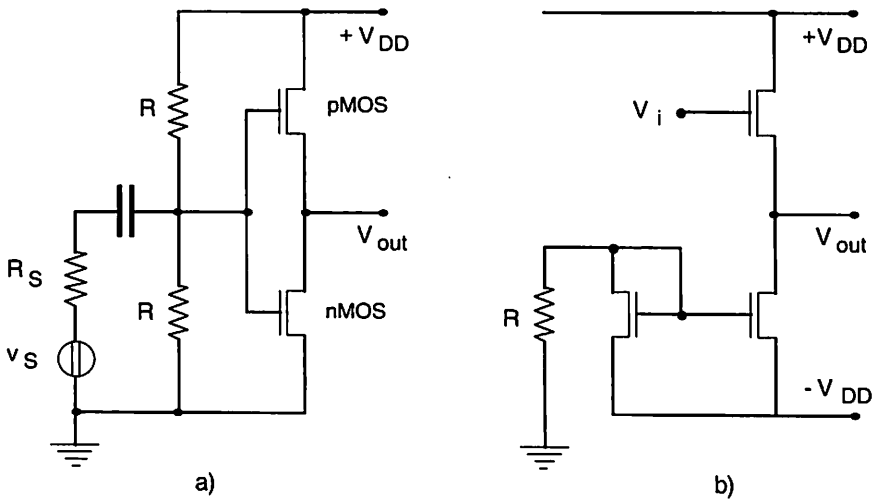 + V DD
R
pMOS
V out
R S
R
nMOS
v S
a)
+V DD
V i
V out
R
- V DD
b)